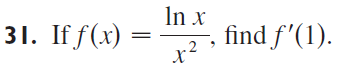 31. If f(x) = ln x / x², find f′(1).